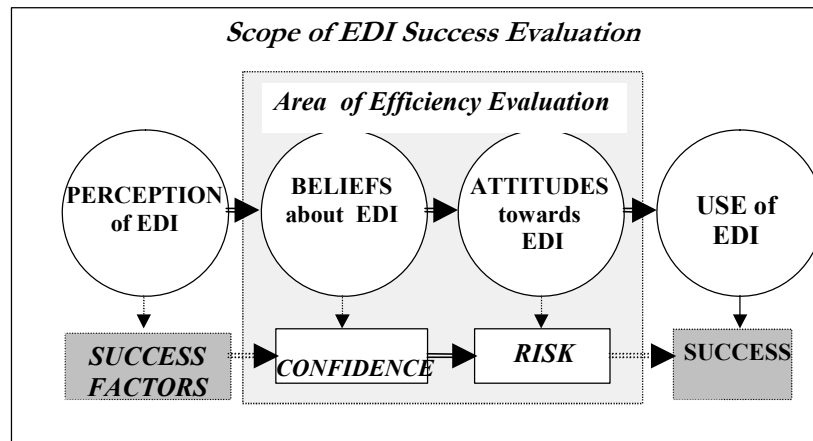 Scope of EDI Success Evaluation
Area of Efficiency Evaluation
PERCEPTION
of EDI
BELIEFS
about EDI
ATTITUDES
towards
EDI
USE of
EDI
SUCCESS
FACTORS
CONFIDENCE
RISK
SUCCESS